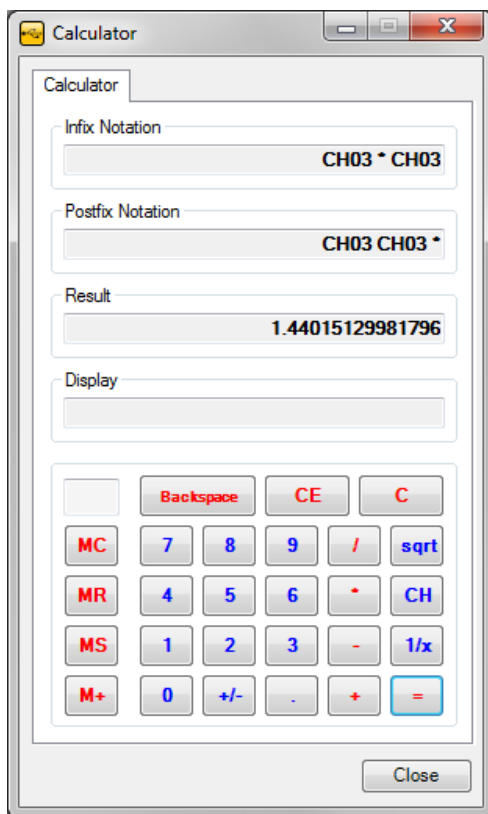 Calculator
Calculator
Infix Notation
CH03 * CH03
Postfix Notation
CH03 CH03 *
Result
1.44015129981796
Display
Backspace CE C
MC 7 8 9 / sqrt
MR 4 5 6 * CH
MS 1 2 3 - 1/x
M+ 0 +/- . + =
Close